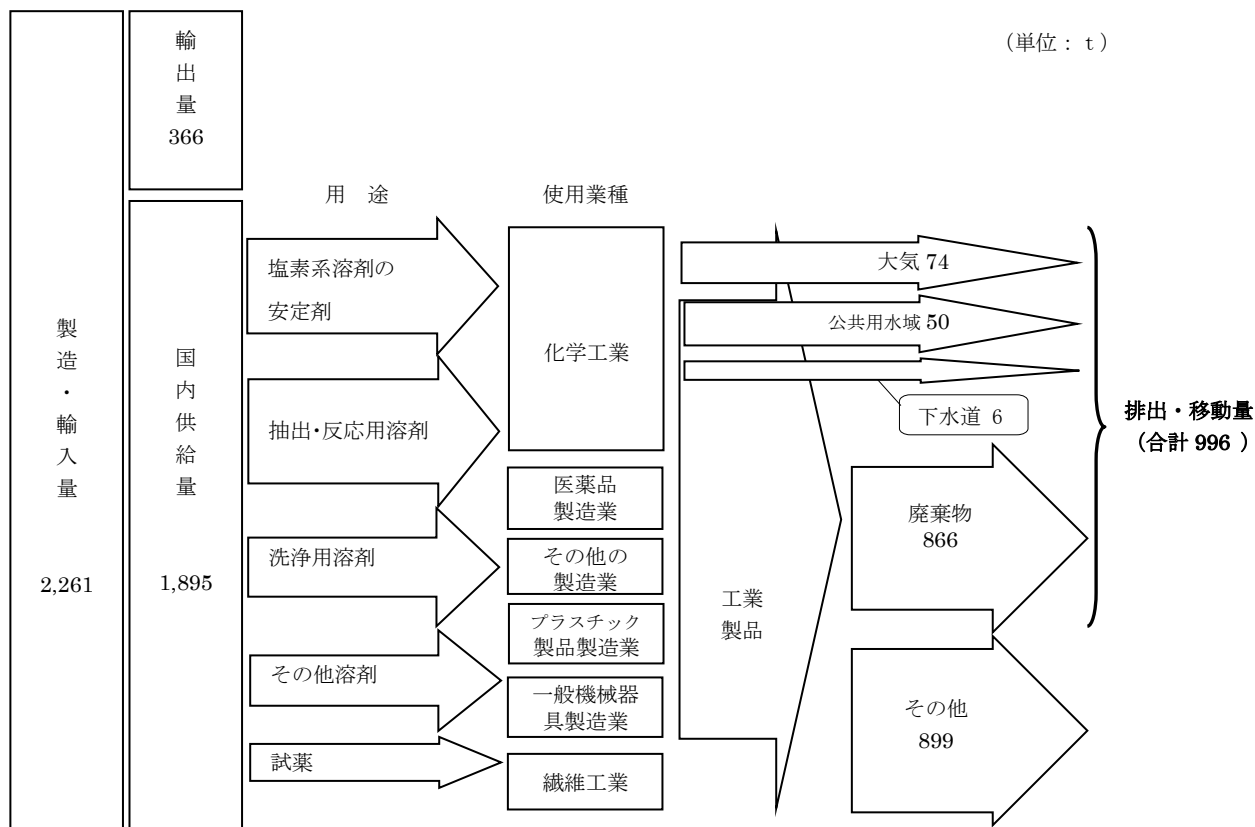 （単位：ｔ）
輸出量
366
製造・輸入量
2,261
国内供給量
1,895
用　途
使用業種
塩素系溶剤の
安定剤
抽出・反応用溶剤
洗浄用溶剤
その他溶剤
試薬
化学工業
医薬品
製造業
その他の
製造業
プラスチック
製品製造業
一般機械器
具製造業
繊維工業
工業
製品
大気 74
公共用水域 50
下水道 6
廃棄物
866
その他
899
排出・移動量
（合計 996 ）